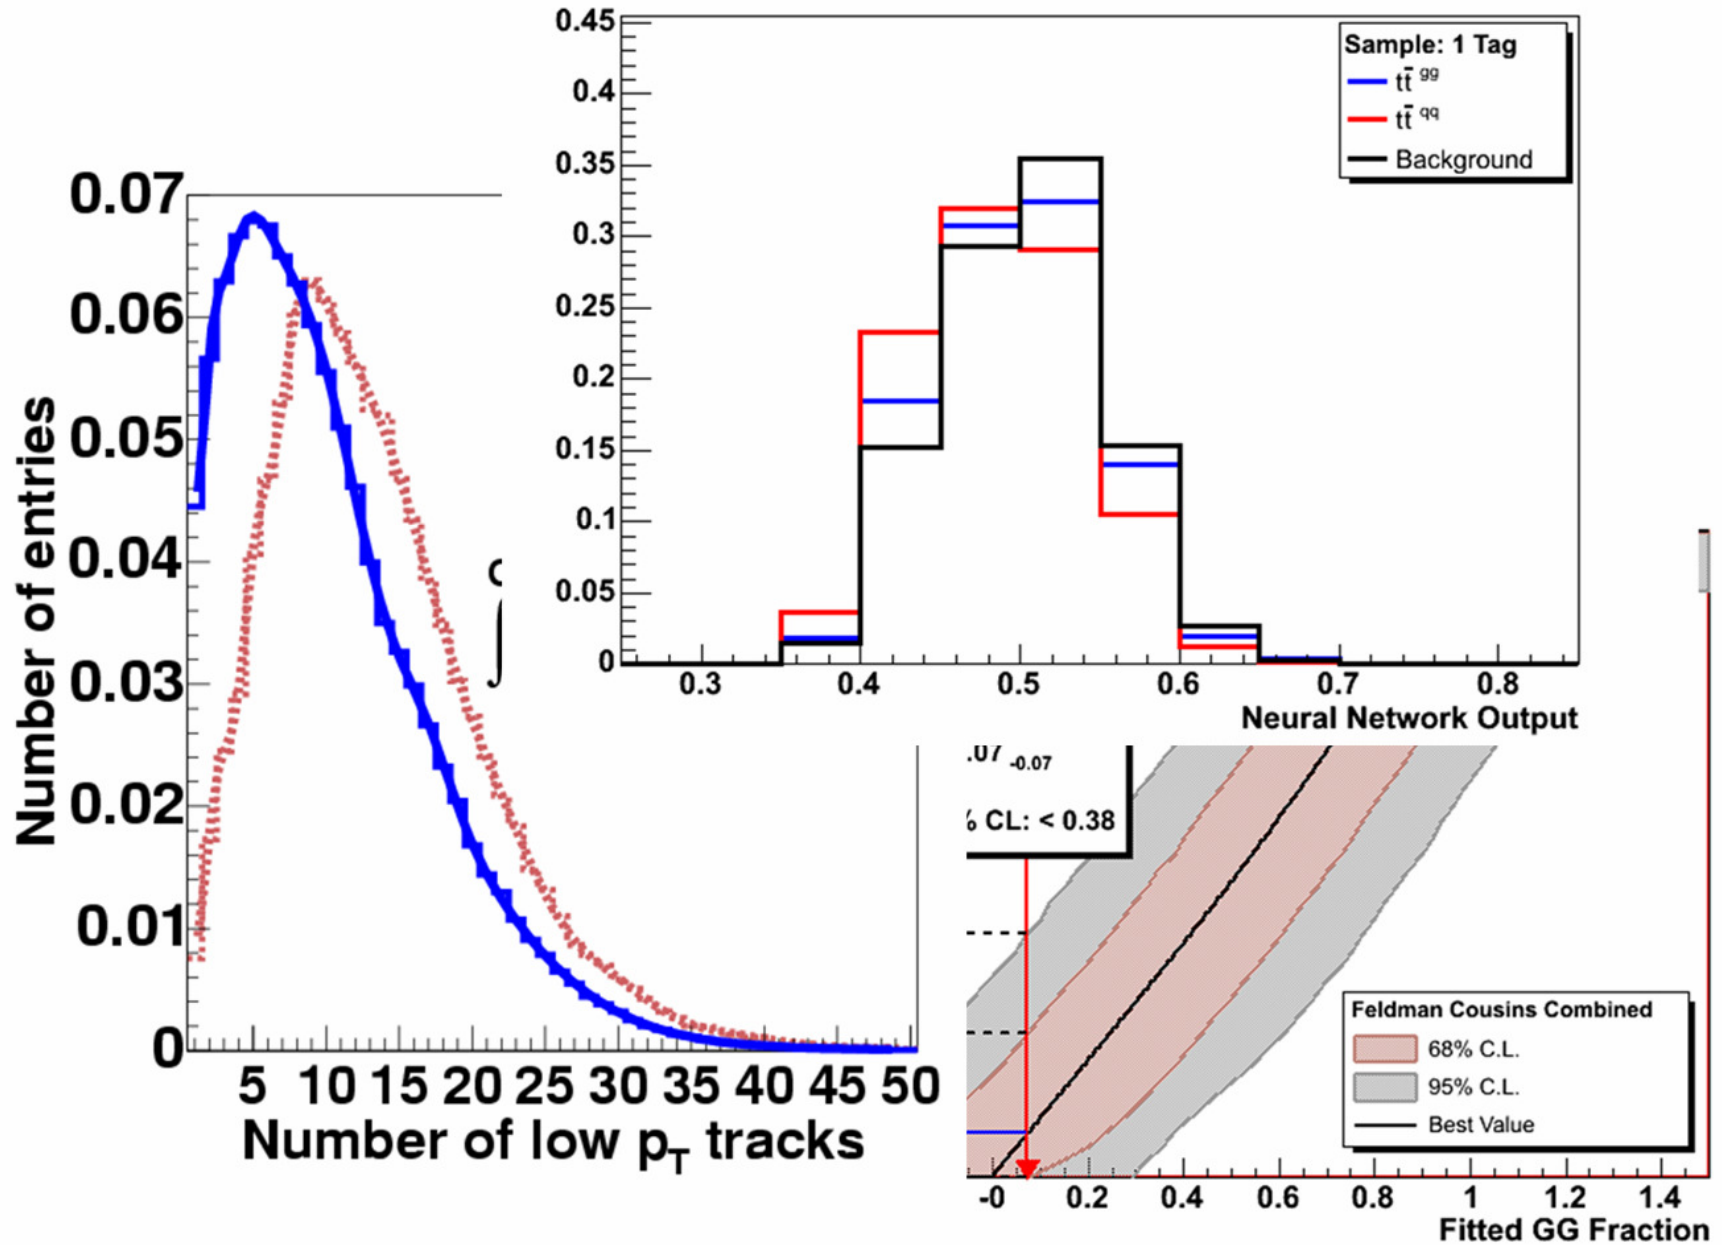 0.07
0.06
0.05
0.04
0.03
0.02
0.01
0
Number of entries
5 10 15 20 25 30 35 40 45 50
Number of low pT tracks
0.45
0.4
0.35
0.3
0.25
0.2
0.15
0.1
0.05
0
0.3 0.4 0.5 0.6 0.7 0.8
Neural Network Output
Sample: 1 Tag
tt̄ gg
tt̄ qq
Background
.07 -0.07
% CL: < 0.38
Feldman Cousins Combined
68% C.L.
95% C.L.
Best Value
-0 0.2 0.4 0.6 0.8 1 1.2 1.4
Fitted GG Fraction